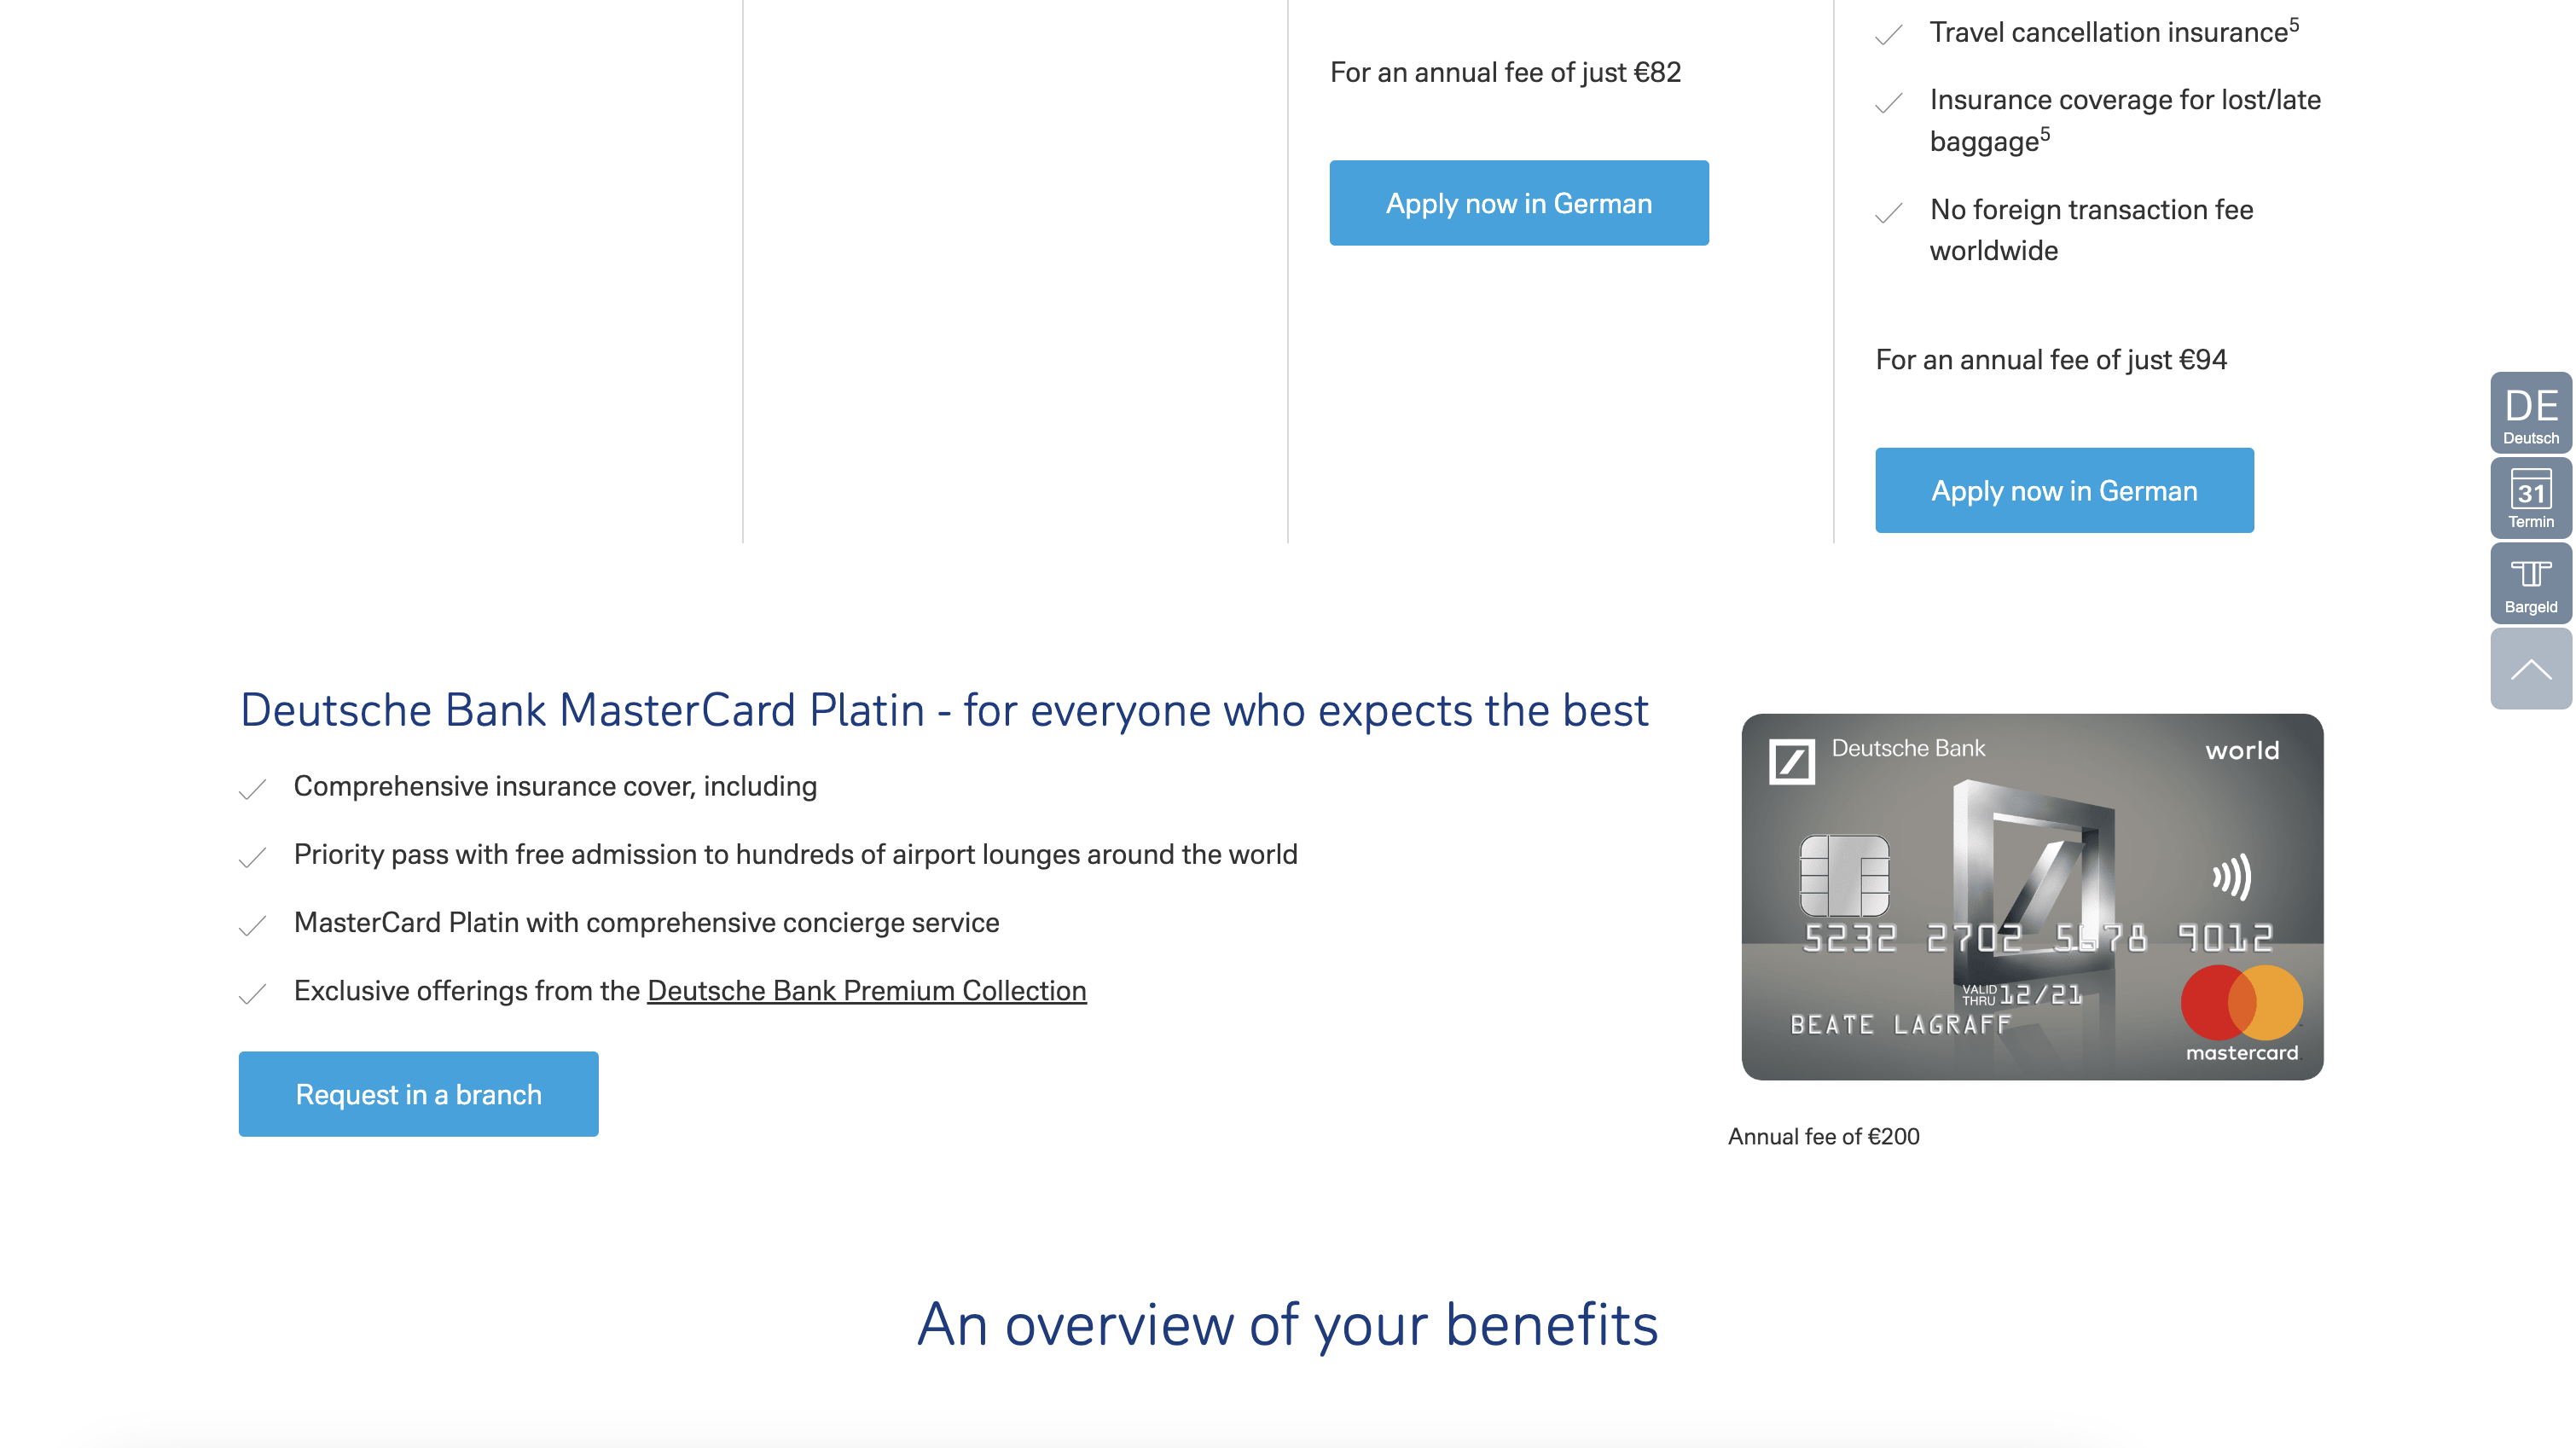 For an annual fee of just €82
Apply now in German
Travel cancellation insurance5
Insurance coverage for lost/late
baggage5
No foreign transaction fee
worldwide
For an annual fee of just €94
Apply now in German
DE
Deutsch
31
Termin
Bargeld
Deutsche Bank MasterCard Platin - for everyone who expects the best
Comprehensive insurance cover, including
Priority pass with free admission to hundreds of airport lounges around the world
MasterCard Platin with comprehensive concierge service
Exclusive offerings from the Deutsche Bank Premium Collection
Request in a branch
Deutsche Bank
world
5232 2702 5678 9012
VALID
THRU 12/21
BEATE LAGRAFF
mastercard
Annual fee of €200
An overview of your benefits